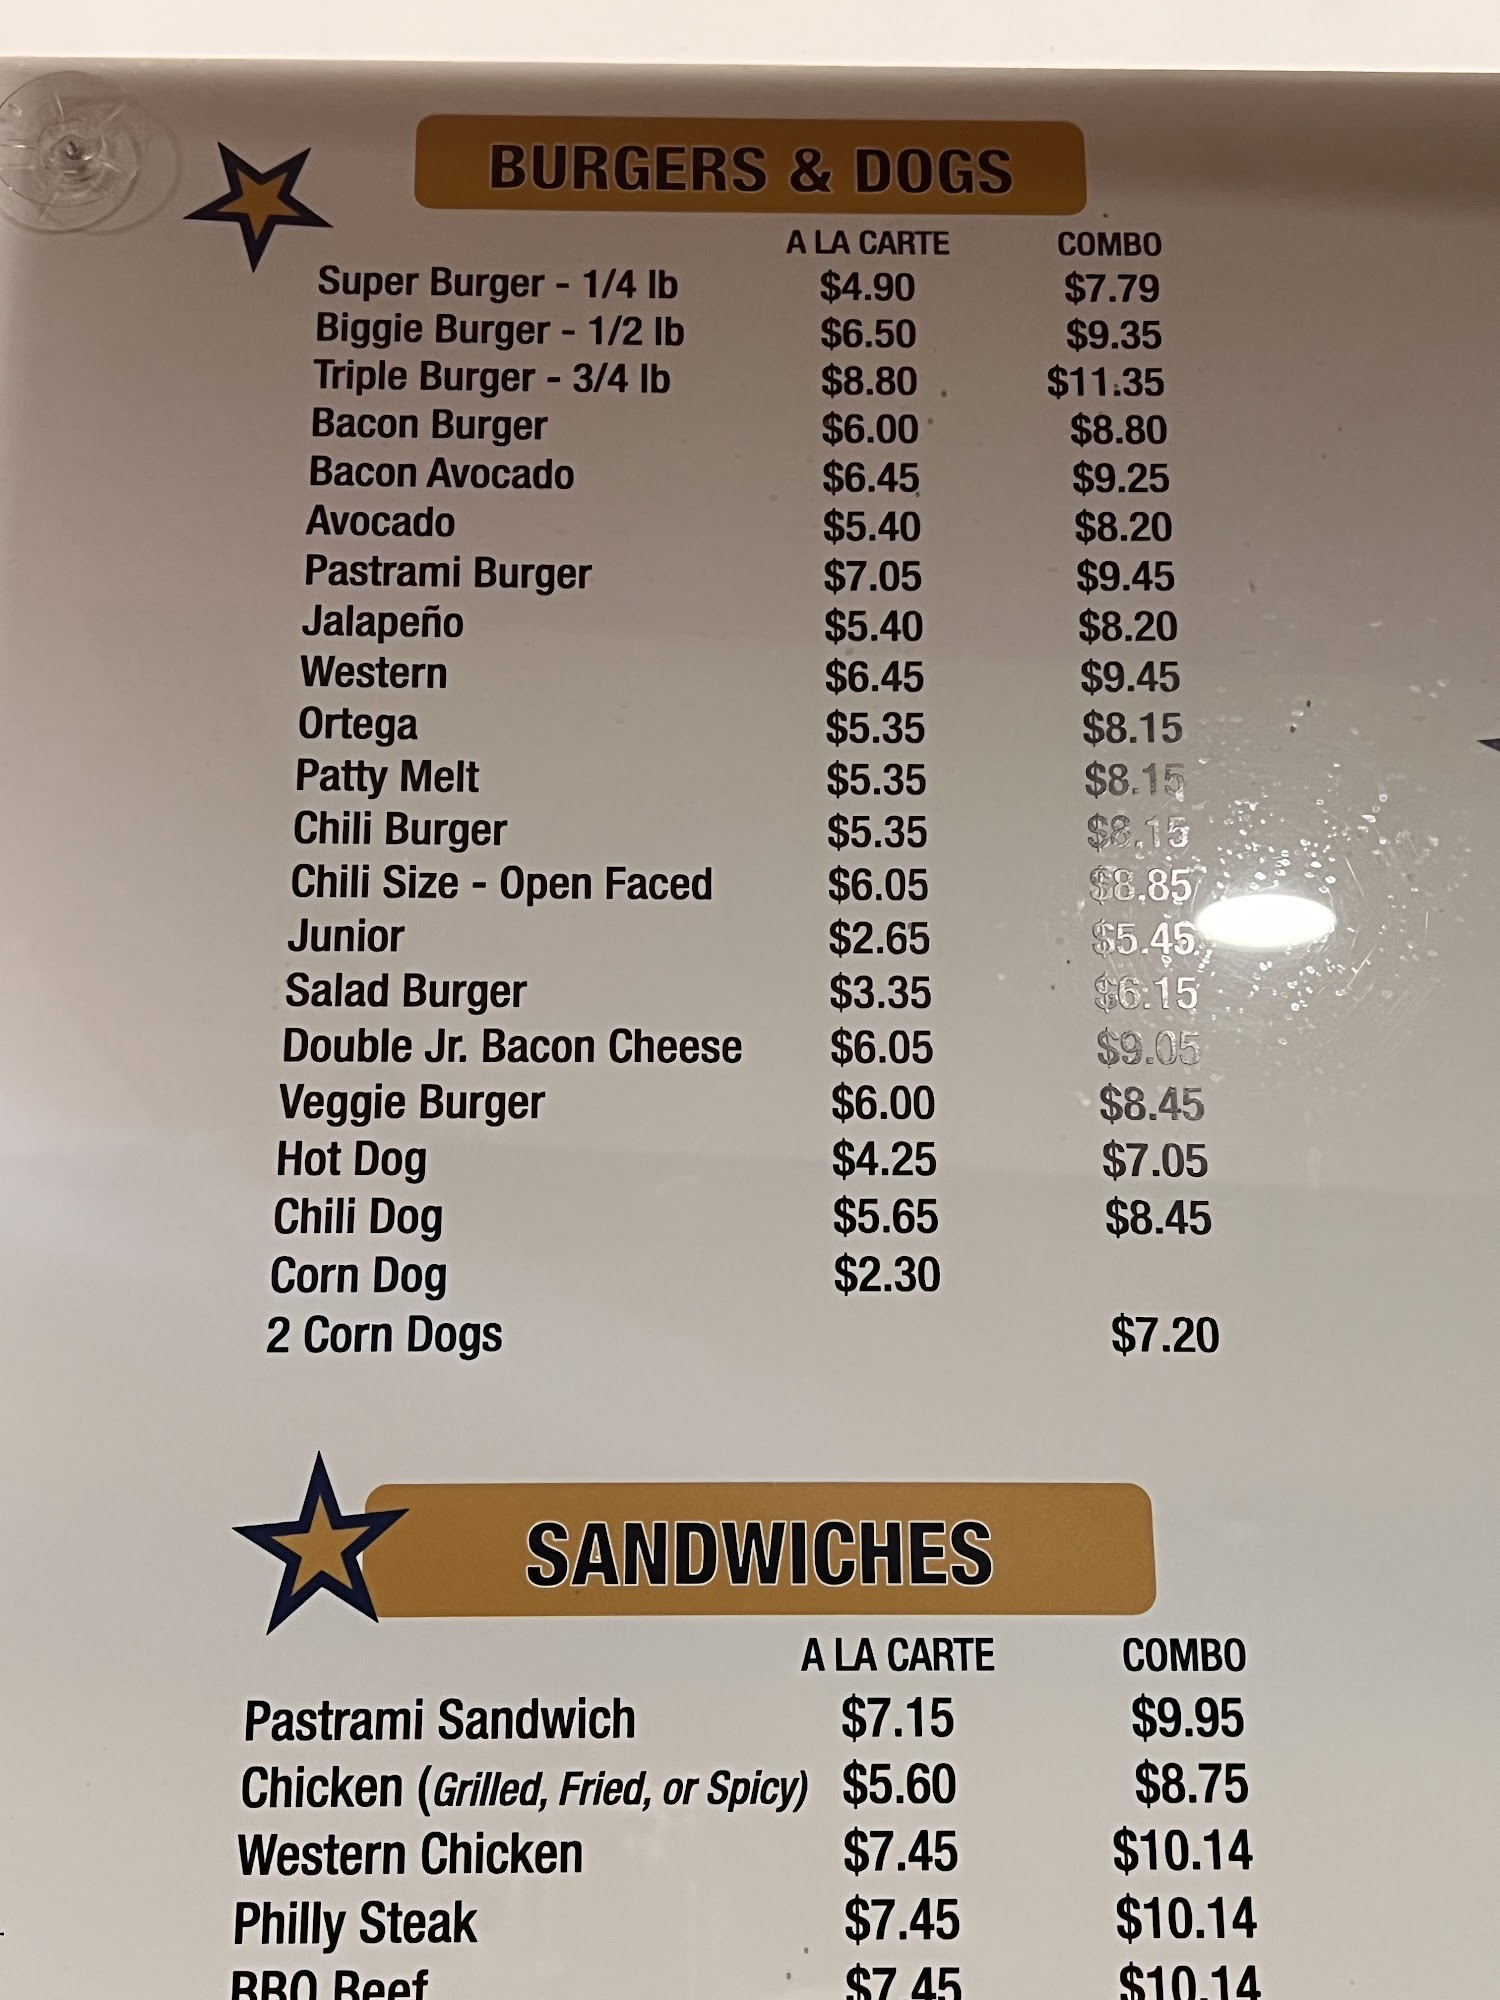 BURGERS & DOGS
A LA CARTE COMBO
Super Burger - 1/4 lb $4.90 $7.79
Biggie Burger - 1/2 lb $6.50 $9.35
Triple Burger - 3/4 lb $8.80 $11.35
Bacon Burger $6.00 $8.80
Bacon Avocado $6.45 $9.25
Avocado $5.40 $8.20
Pastrami Burger $7.05 $9.45
Jalapeño $5.40 $8.20
Western $6.45 $9.45
Ortega $5.35 $8.15
Patty Melt $5.35 $8.15
Chili Burger $5.35 $8.15
Chili Size - Open Faced $6.05 $8.85
Junior $2.65 $5.45
Salad Burger $3.35 $6.15
Double Jr. Bacon Cheese $6.05 $9.05
Veggie Burger $6.00 $8.45
Hot Dog $4.25 $7.05
Chili Dog $5.65 $8.45
Corn Dog $2.30
2 Corn Dogs $7.20
SANDWICHES
A LA CARTE COMBO
Pastrami Sandwich $7.15 $9.95
Chicken (Grilled, Fried, or Spicy) $5.60 $8.75
Western Chicken $7.45 $10.14
Philly Steak $7.45 $10.14
BBQ Beef $7.45 $10.14